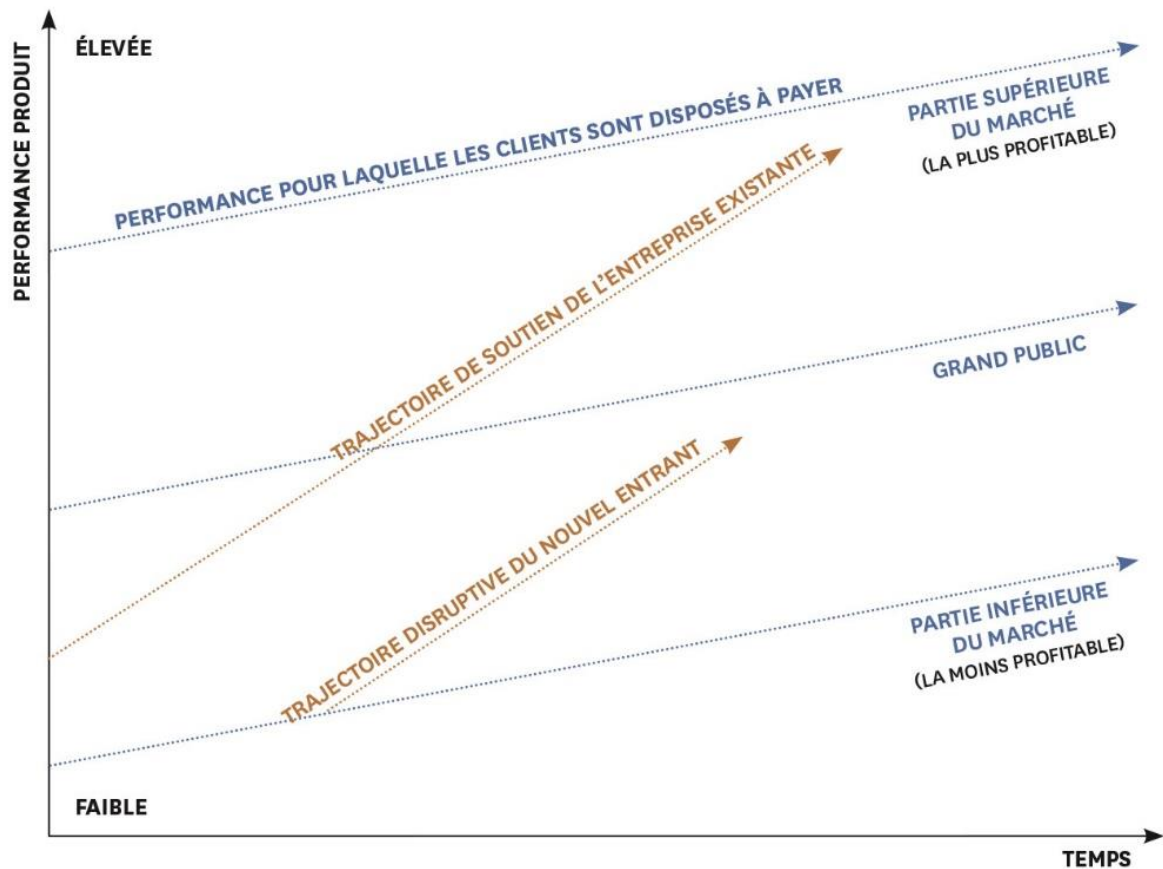 ÉLEVÉE
PERFORMANCE PRODUIT
PERFORMANCE POUR LAQUELLE LES CLIENTS SONT DISPOSÉS À PAYER
PARTIE SUPÉRIEURE
DU MARCHÉ
(LA PLUS PROFITABLE)
TRAJECTOIRE DE SOUTIEN DE L'ENTREPRISE EXISTANTE
GRAND PUBLIC
TRAJECTOIRE DISRUPTIVE DU NOUVEL ENTRANT
PARTIE INFÉRIEURE
DU MARCHÉ
(LA MOINS PROFITABLE)
FAIBLE
TEMPS